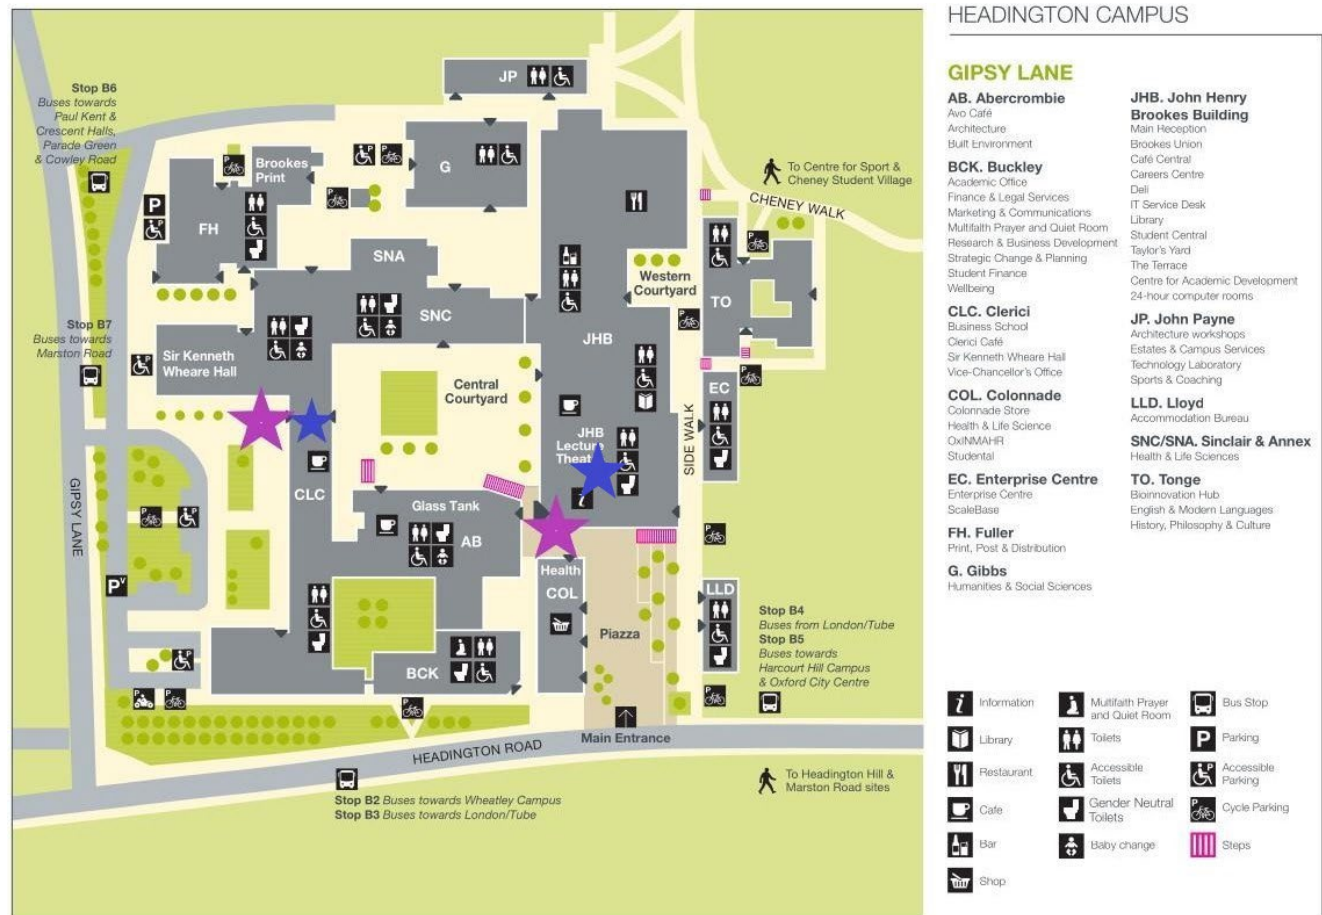 HEADINGTON CAMPUS
Stop B6
Buses towards
Paul Kent &
Crescent Halls,
Parade Green
& Cowley Road
JP
Brookes
Print
G
To Centre for Sport &
Cheney Student Village
CHENEY WALK
P
FH
SNA
Western
Courtyard
TO
SNC
Stop B7
Buses towards
Marston Road
Sir Kenneth
Wheare Hall
JHB
Central
Courtyard
EC
JHB
Lecture
SIDE WALK
CLC
Glass Tank
AB
GIPSY LANE
Health
COL
LLD
PV
Piazza
Stop B4
Buses from London/Tube
Stop B5
Buses towards
Harcourt Hill Campus
& Oxford City Centre
BCK
Main Entrance
HEADINGTON ROAD
To Headington Hill &
Marston Road sites
Stop B2 Buses towards Wheatley Campus
Stop B3 Buses towards London/Tube
GIPSY LANE
AB. Abercrombie
Avo Café
Architecture
Built Environment
BCK. Buckley
Academic Office
Finance & Legal Services
Marketing & Communications
Multifaith Prayer and Quiet Room
Research & Business Development
Strategic Change & Planning
Student Finance
Wellbeing
CLC. Clerici
Business School
Clerici Café
Sir Kenneth Wheare Hall
Vice-Chancellor's Office
COL. Colonnade
Colonnade Store
Health & Life Science
OxINMAHR
Studental
EC. Enterprise Centre
Enterprise Centre
ScaleBase
FH. Fuller
Print, Post & Distribution
G. Gibbs
Humanities & Social Sciences
JHB. John Henry
Brookes Building
Main Reception
Brookes Union
Café Central
Careers Centre
Deli
IT Service Desk
Library
Student Central
Taylor's Yard
The Terrace
Centre for Academic Development
24-hour computer rooms
JP. John Payne
Architecture workshops
Estates & Campus Services
Technology Laboratory
Sports & Coaching
LLD. Lloyd
Accommodation Bureau
SNC/SNA. Sinclair & Annex
Health & Life Sciences
TO. Tonge
Bioinnovation Hub
English & Modern Languages
History, Philosophy & Culture
Information
Library
Restaurant
Cafe
Bar
Shop
Multifaith Prayer
and Quiet Room
Toilets
Accessible
Toilets
Gender Neutral
Toilets
Baby change
Bus Stop
P
Parking
Accessible
Parking
Cycle Parking
Steps